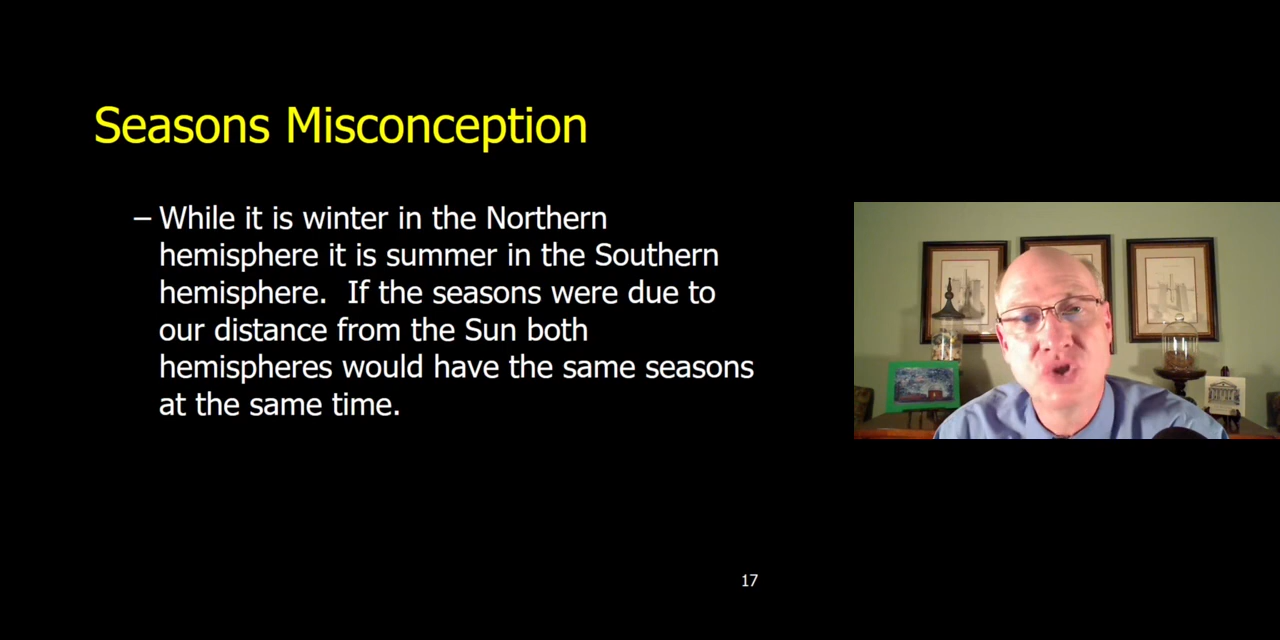 Seasons Misconception
– While it is winter in the Northern
hemisphere it is summer in the Southern
hemisphere.  If the seasons were due to
our distance from the Sun both
hemispheres would have the same seasons
at the same time.
17